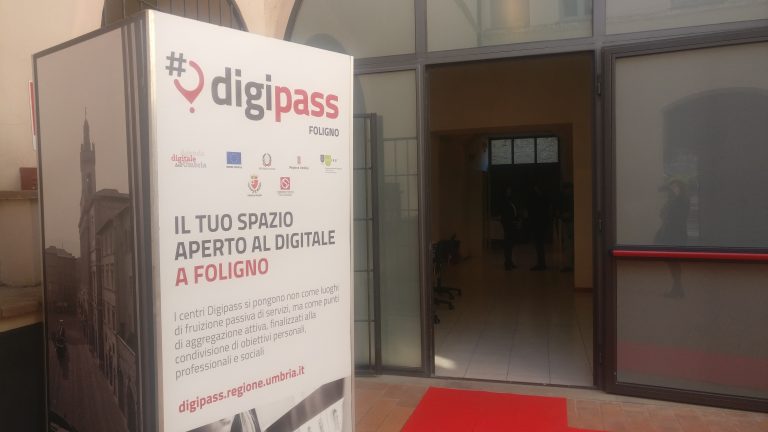 #digipass
FOLIGNO
agenda
digitale
dell'Umbria
IL TUO SPAZIO
APERTO AL DIGITALE
A FOLIGNO
I centri Digipass si pongono non come luoghi
di fruizione passiva di servizi, ma come punti
di aggregazione attiva, finalizzati alla
condivisione di obiettivi personali,
professionali e sociali
digipass.regione.umbria.it